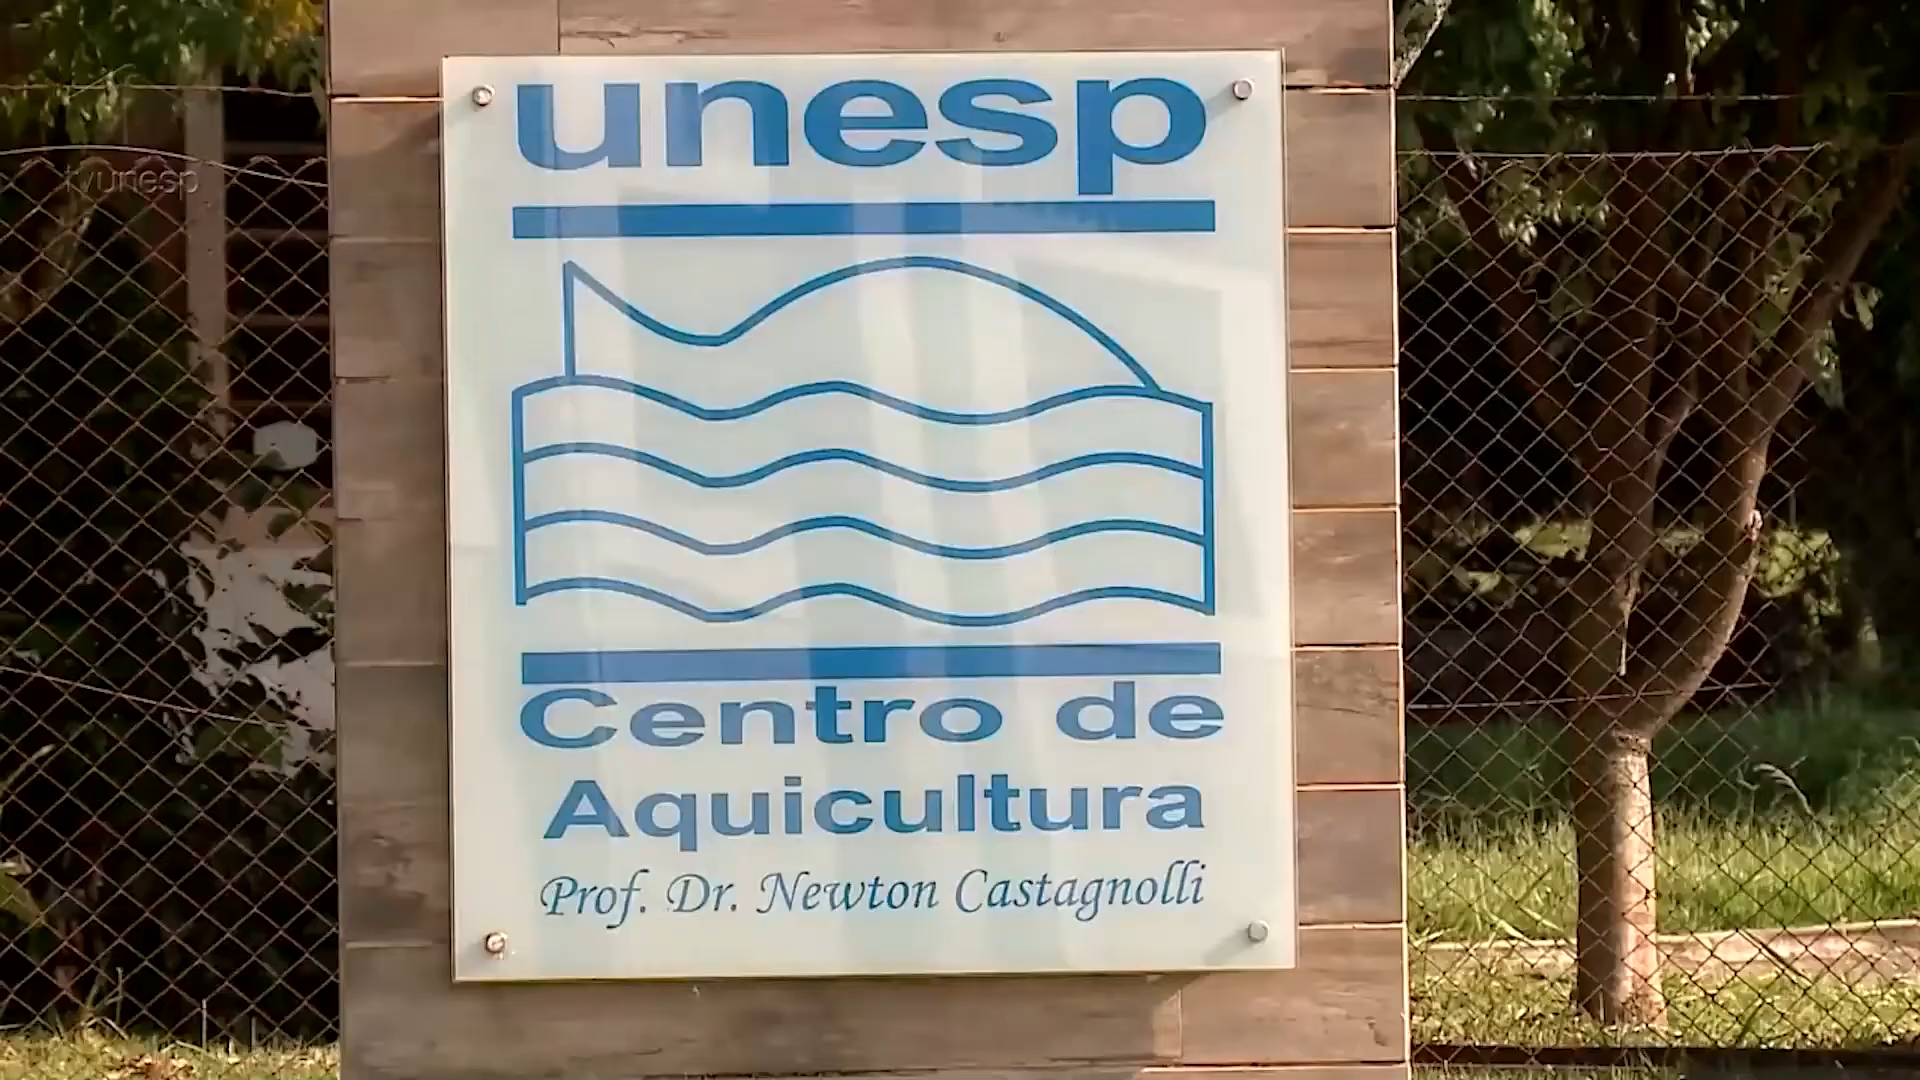 tvunesp
unesp
Centro de
Aquicultura
Prof. Dr. Newton Castagnolli